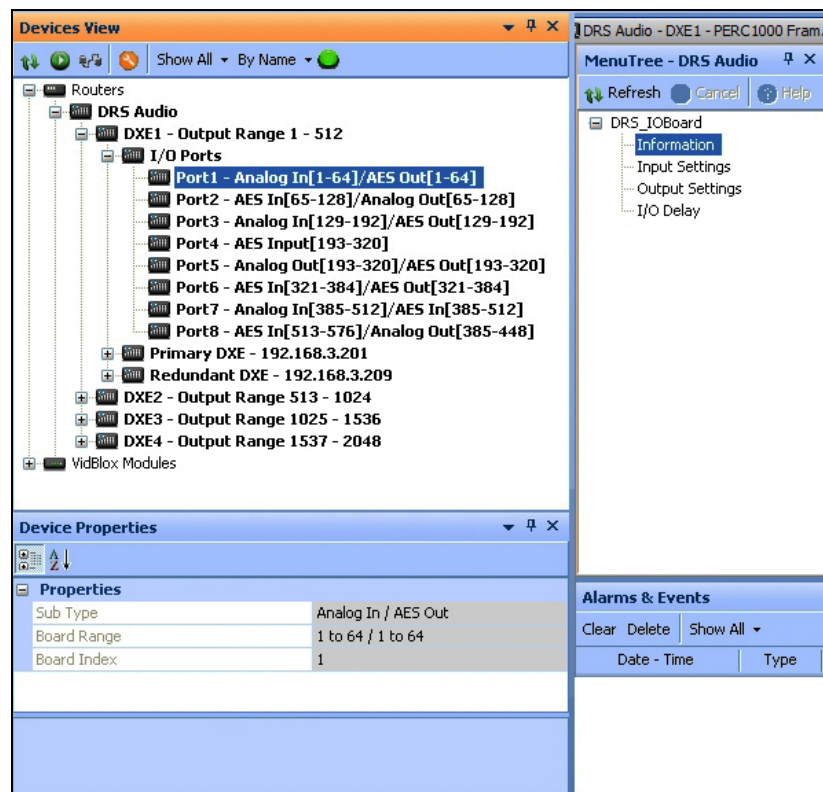 Devices View
Show All
By Name
Routers
DRS Audio
DXE1 - Output Range 1 - 512
I/O Ports
Port1 - Analog In[1-64]/AES Out[1-64]
Port2 - AES In[65-128]/Analog Out[65-128]
Port3 - Analog In[129-192]/AES Out[129-192]
Port4 - AES Input[193-320]
Port5 - Analog Out[193-320]/AES Out[193-320]
Port6 - AES In[321-384]/AES Out[321-384]
Port7 - Analog In[385-512]/AES In[385-512]
Port8 - AES In[513-576]/Analog Out[385-448]
Primary DXE - 192.168.3.201
Redundant DXE - 192.168.3.209
DXE2 - Output Range 513 - 1024
DXE3 - Output Range 1025 - 1536
DXE4 - Output Range 1537 - 2048
VidBlox Modules
Device Properties
Properties
Sub Type Analog In / AES Out
Board Range 1 to 64 / 1 to 64
Board Index 1
DRS Audio - DXE1 - PERC1000 Fram.
MenuTree - DRS Audio
Refresh Cancel Help
DRS_IOBoard
Information
Input Settings
Output Settings
I/O Delay
Alarms & Events
Clear Delete Show All
Date - Time Type